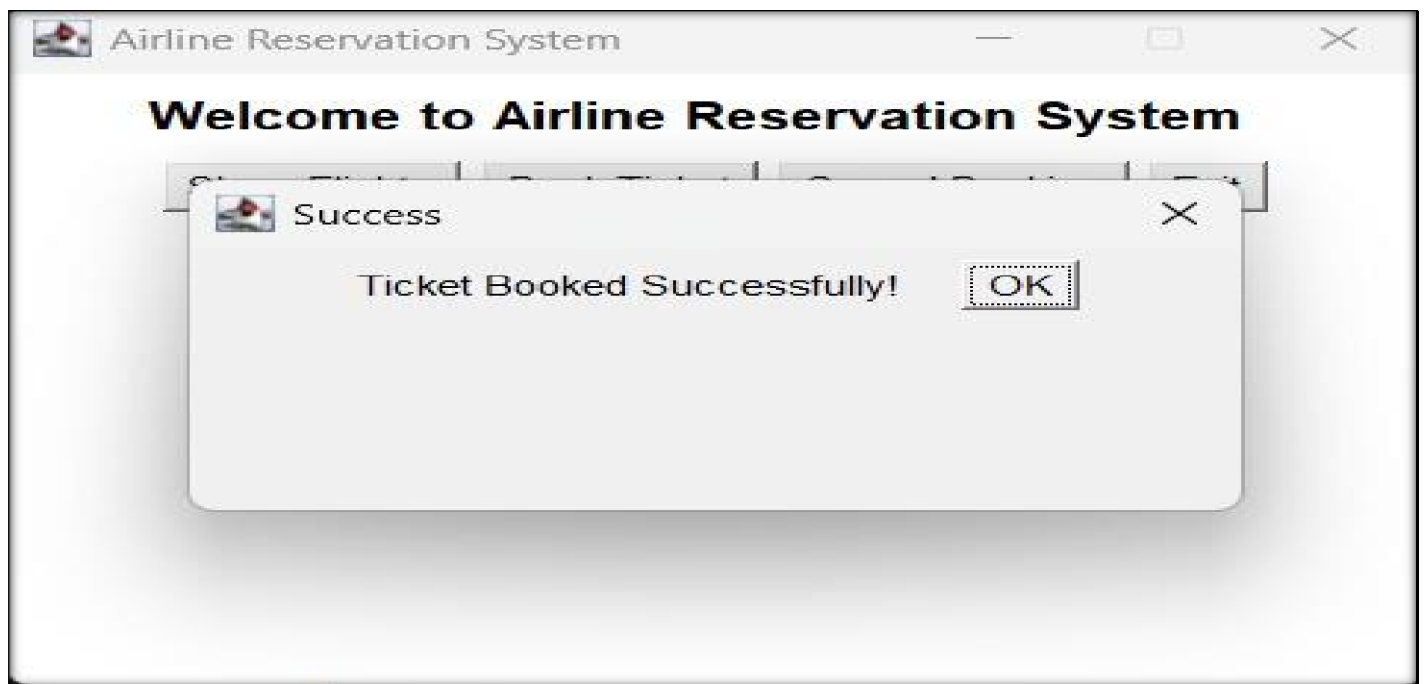 Airline Reservation System
Welcome to Airline Reservation System
Success
Ticket Booked Successfully! OK